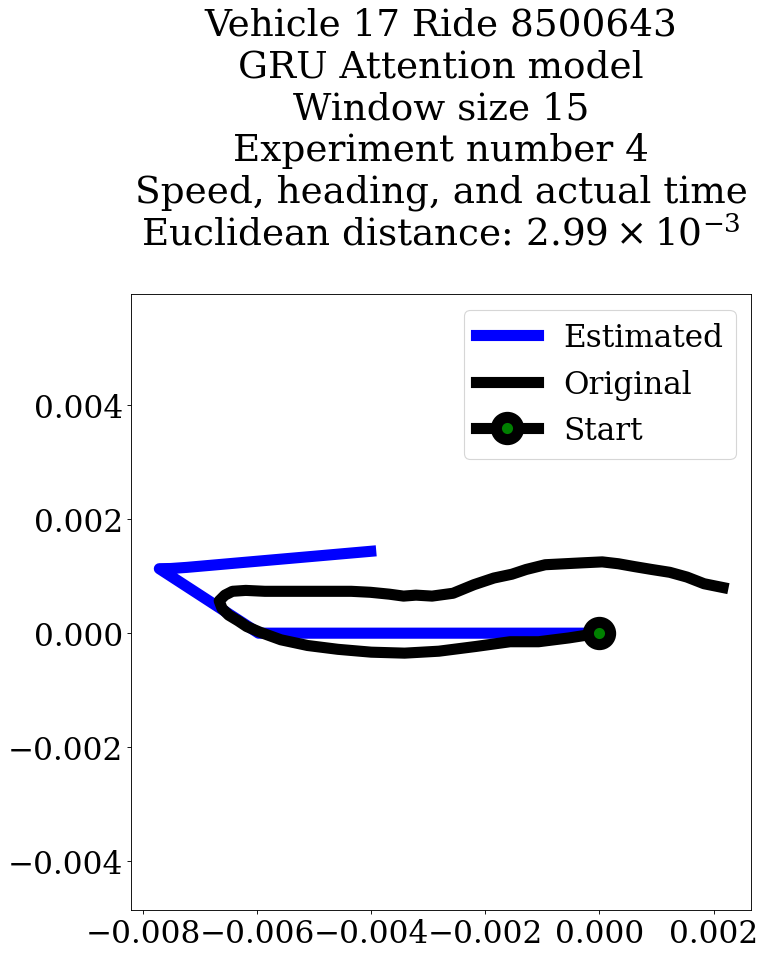 Vehicle 17 Ride 8500643
GRU Attention model
Window size 15
Experiment number 4
Speed, heading, and actual time
Euclidean distance: 2.99 × 10⁻³
Estimated
Original
Start
0.004
0.002
0.000
−0.002
−0.004
−0.008 −0.006 −0.004 −0.002 0.000 0.002